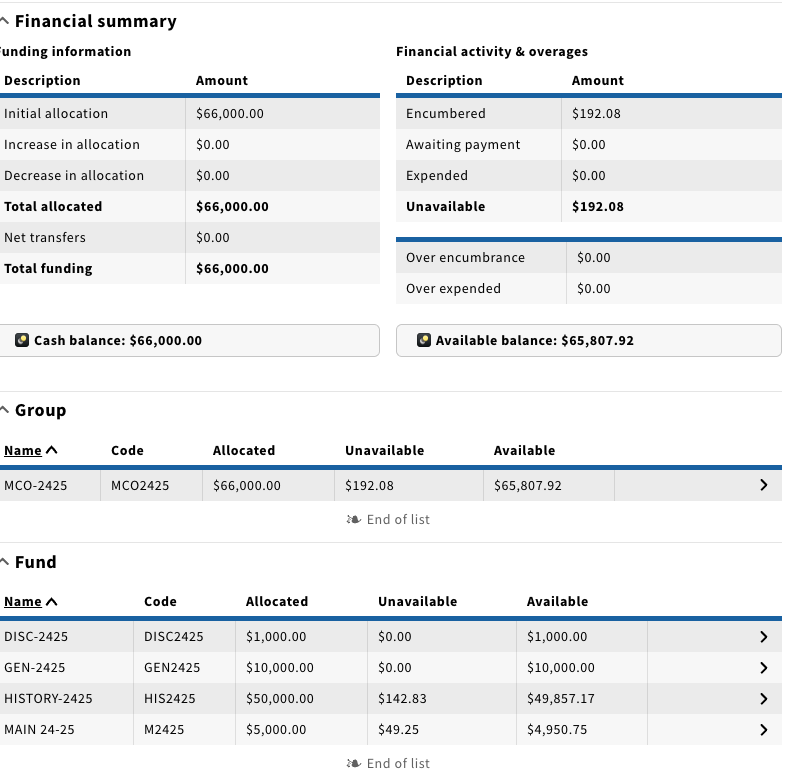 Financial summary
Funding information
Description Amount
Initial allocation $66,000.00
Increase in allocation $0.00
Decrease in allocation $0.00
Total allocated $66,000.00
Net transfers $0.00
Total funding $66,000.00
Cash balance: $66,000.00
Financial activity & overages
Description Amount
Encumbered $192.08
Awaiting payment $0.00
Expended $0.00
Unavailable $192.08
Over encumbrance $0.00
Over expended $0.00
Available balance: $65,807.92
Group
Name Code Allocated Unavailable Available
MCO-2425 MCO2425 $66,000.00 $192.08 $65,807.92
End of list
Fund
Name Code Allocated Unavailable Available
DISC-2425 DISC2425 $1,000.00 $0.00 $1,000.00
GEN-2425 GEN2425 $10,000.00 $0.00 $10,000.00
HISTORY-2425 HIS2425 $50,000.00 $142.83 $49,857.17
MAIN 24-25 M2425 $5,000.00 $49.25 $4,950.75
End of list